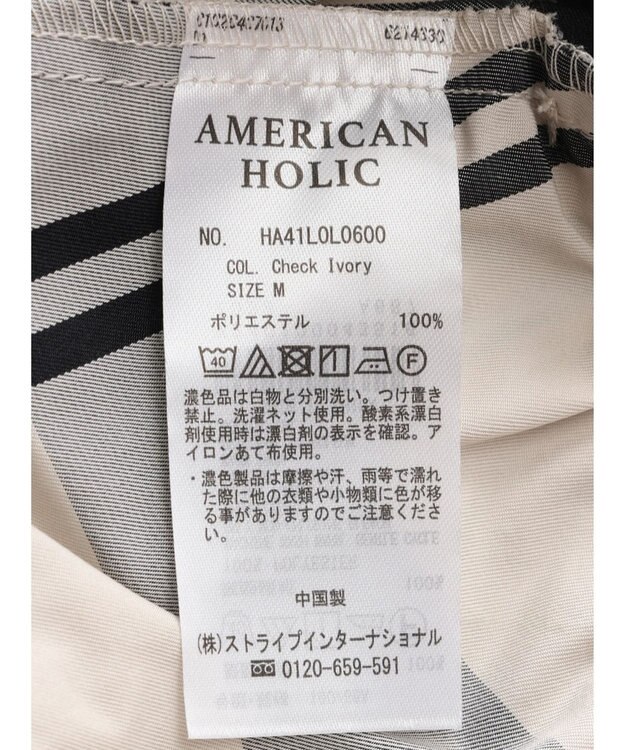 AMERICAN
HOLIC
NO. HA41L0L0600
COL. Check Ivory
SIZE M
ポリエステル 100%
40 F
濃色品は白物と分別洗い。つけ置き
禁止。洗濯ネット使用。酸素系漂白
剤使用時は漂白剤の表示を確認。ア
イロンあて布使用。
・濃色製品は摩擦や汗、雨等で濡れ
た際に他の衣類や小物類に色が移
る事がありますのでご注意くださ
い。
中国製
(株)ストライプインターナショナル
0120-659-591